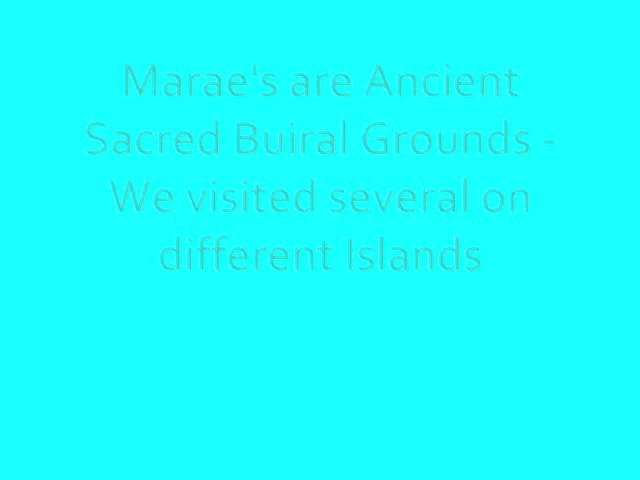 Marae's are Ancient
Sacred Buiral Grounds -
We visited several on
different Islands